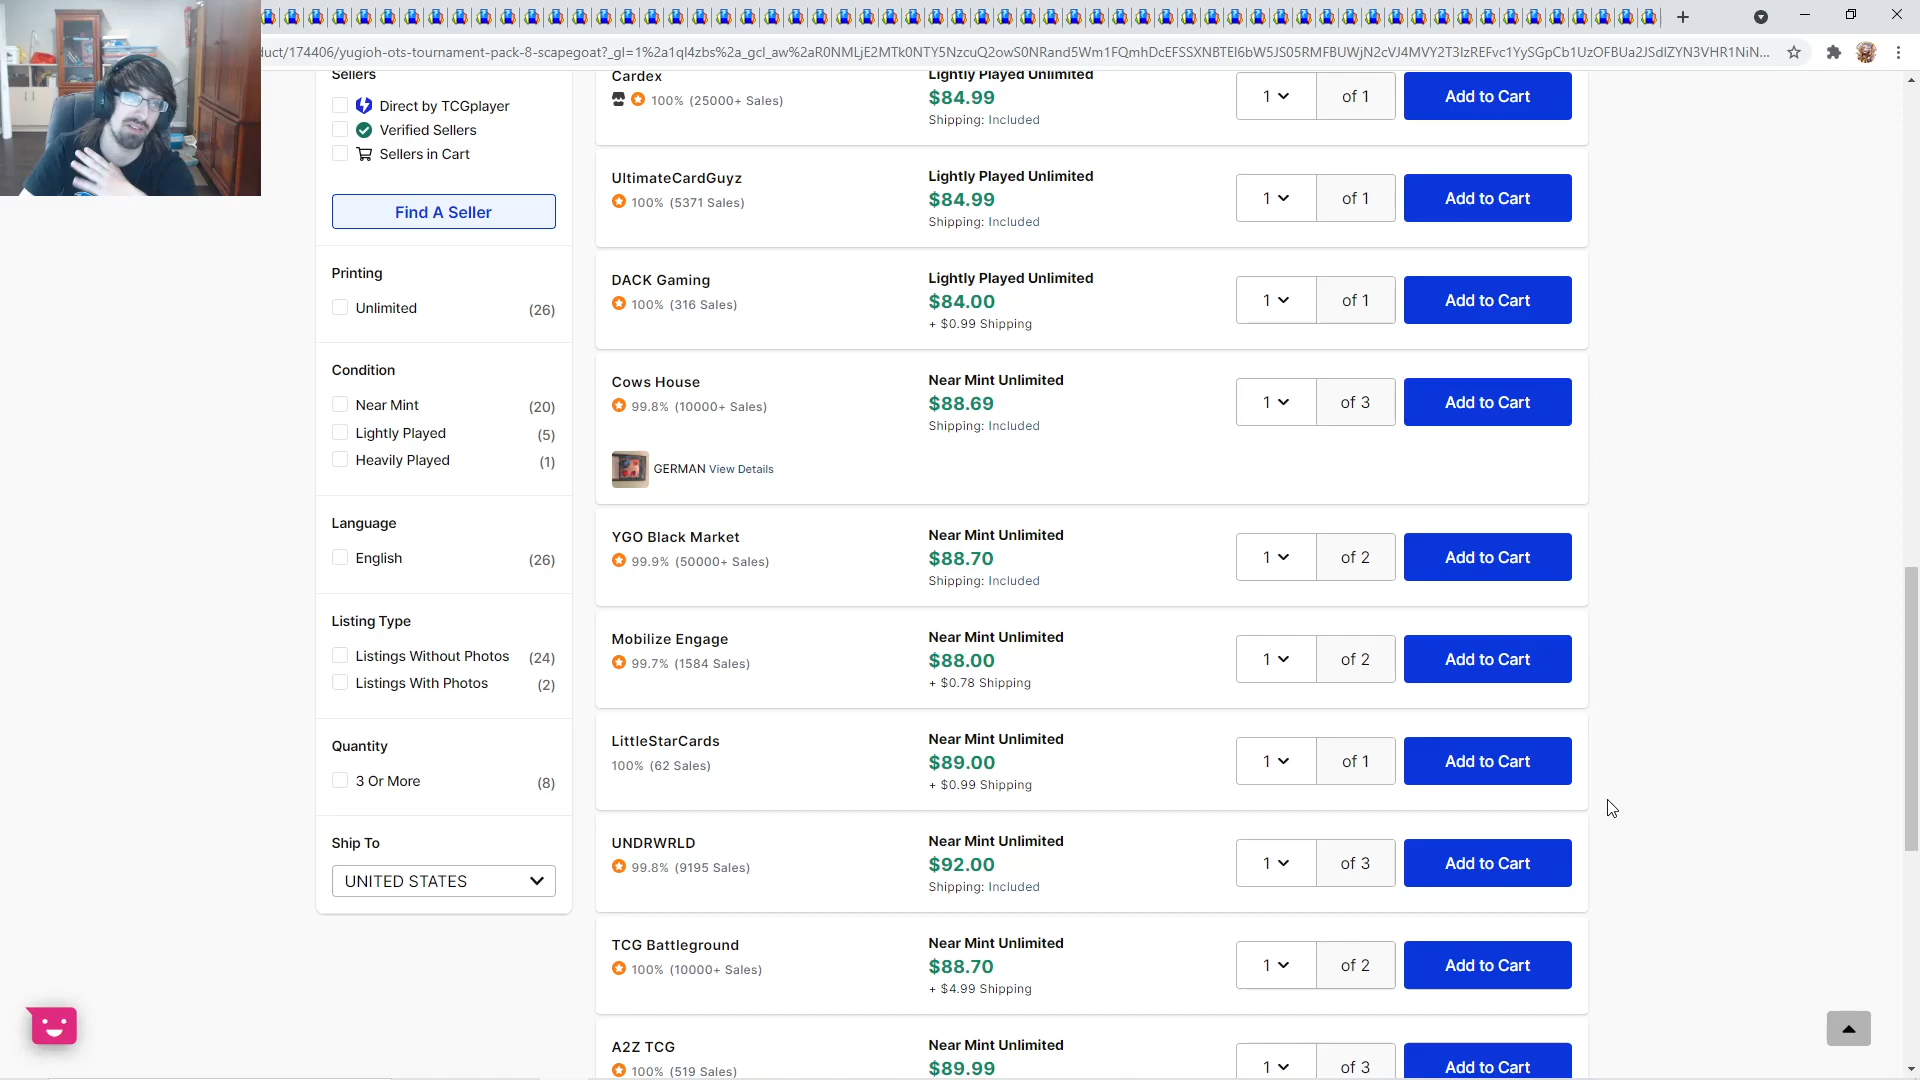 duct/174406/yugioh-ots-tournament-pack-8-scapegoat?_gl=1%2a1ql4zbs%2a_gcl_aw%2aR0NMLjE2MTk0NTY5NzcuQ2owS0NRand5Wm1FQmhDcEFSSXNBTEl6bW5JS05RMFBUWjN2cVJ4MVY2T3lzREFvc1YySGpCb1UzOFBUa2JSdlZYN3VHR1NiN...
Sellers
Direct by TCGplayer
Verified Sellers
Sellers in Cart
Find A Seller
Printing
Unlimited (26)
Condition
Near Mint (20)
Lightly Played (5)
Heavily Played (1)
Language
English (26)
Listing Type
Listings Without Photos (24)
Listings With Photos (2)
Quantity
3 Or More (8)
Ship To
UNITED STATES
Cardex
100% (25000+ Sales)
Lightly Played Unlimited
$84.99
Shipping: Included
1 of 1 Add to Cart
UltimateCardGuyz
100% (5371 Sales)
Lightly Played Unlimited
$84.99
Shipping: Included
1 of 1 Add to Cart
DACK Gaming
100% (316 Sales)
Lightly Played Unlimited
$84.00
+ $0.99 Shipping
1 of 1 Add to Cart
Cows House
99.8% (10000+ Sales)
Near Mint Unlimited
$88.69
Shipping: Included
1 of 3 Add to Cart
GERMAN View Details
YGO Black Market
99.9% (50000+ Sales)
Near Mint Unlimited
$88.70
Shipping: Included
1 of 2 Add to Cart
Mobilize Engage
99.7% (1584 Sales)
Near Mint Unlimited
$88.00
+ $0.78 Shipping
1 of 2 Add to Cart
LittleStarCards
100% (62 Sales)
Near Mint Unlimited
$89.00
+ $0.99 Shipping
1 of 1 Add to Cart
UNDRWRLD
99.8% (9195 Sales)
Near Mint Unlimited
$92.00
Shipping: Included
1 of 3 Add to Cart
TCG Battleground
100% (10000+ Sales)
Near Mint Unlimited
$88.70
+ $4.99 Shipping
1 of 2 Add to Cart
A2Z TCG
100% (519 Sales)
Near Mint Unlimited
$89.99
1 of 3 Add to Cart